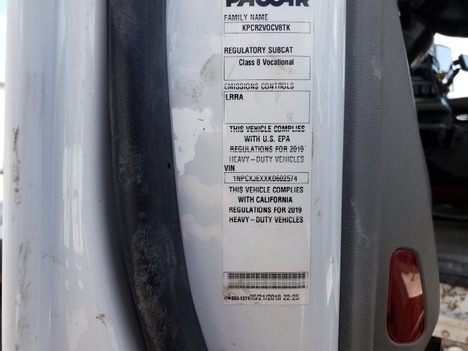 PACCAR
FAMILY NAME
KPCR2VOCV8TK
REGULATORY SUBCAT
Class 8 Vocational
EMISSIONS CONTROLS
LRRA
THIS VEHICLE COMPLIES
WITH U.S. EPA
REGULATIONS FOR 2019
HEAVY-DUTY VEHICLES
VIN
1NPCXJEXXKD602574
THIS VEHICLE COMPLIES
WITH CALIFORNIA
REGULATIONS FOR 2019
HEAVY-DUTY VEHICLES
05/21/2018 22:25